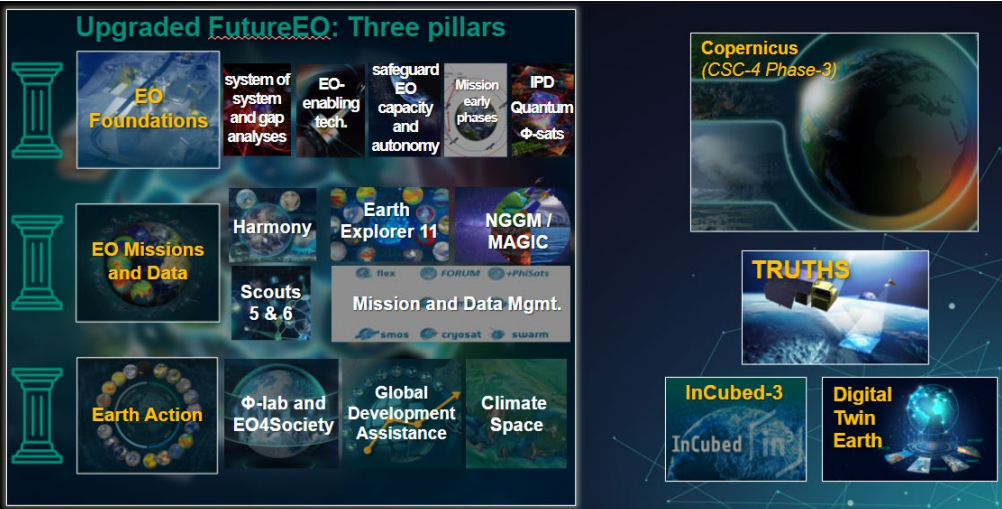 Upgraded FutureEO: Three pillars
EO
Foundations
system of
system
and gap
analyses
EO-
enabling
tech.
safeguard
EO
capacity
and
autonomy
Mission
early
phases
IPD
Quantum
Φ-sats
EO Missions
and Data
Harmony
Earth
Explorer 11
NGGM /
MAGIC
Scouts
5 & 6
flex FORUM +PhiSats
Mission and Data Mgmt.
smos cryosat swarm
Earth Action
Φ-lab and
EO4Society
Global
Development
Assistance
Climate
Space
Copernicus
(CSC-4 Phase-3)
TRUTHS
InCubed-3
InCubed in
Digital
Twin
Earth